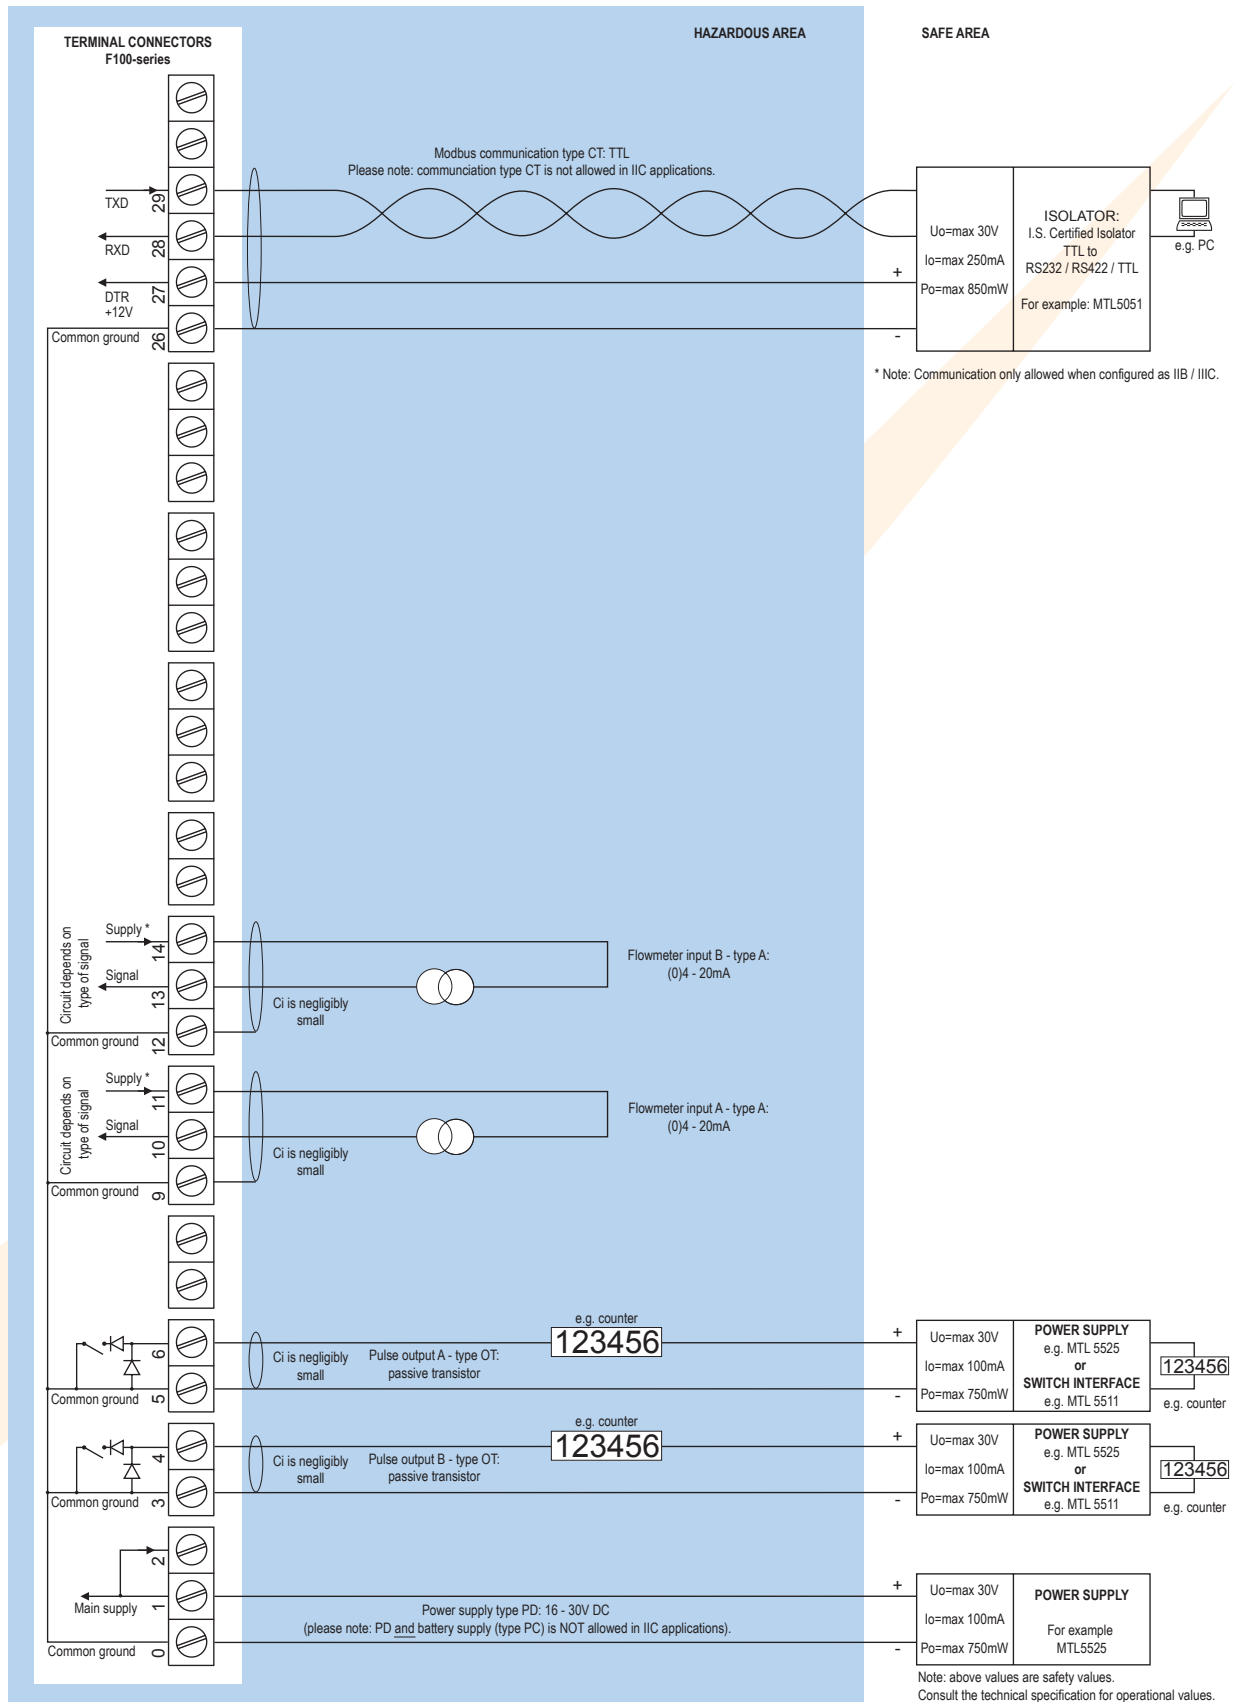 HAZARDOUS AREA
SAFE AREA
TERMINAL CONNECTORS
F100-series
Modbus communication type CT: TTL
Please note: communciation type CT is not allowed in IIC applications.
TXD
29
RXD
28
DTR
+12V
27
Common ground
26
+
-
Uo=max 30V
Io=max 250mA
Po=max 850mW
ISOLATOR:
I.S. Certified Isolator
TTL to
RS232 / RS422 / TTL
For example: MTL5051
e.g. PC
* Note: Communication only allowed when configured as IIB / IIIC.
Circuit depends on
type of signal
Supply *
14
Signal
13
Common ground
12
Ci is negligibly
small
Flowmeter input B - type A:
(0)4 - 20mA
Circuit depends on
type of signal
Supply *
11
Signal
10
Common ground
9
Ci is negligibly
small
Flowmeter input A - type A:
(0)4 - 20mA
6
Common ground
5
Ci is negligibly
small
Pulse output A - type OT:
passive transistor
e.g. counter
123456
+
-
Uo=max 30V
Io=max 100mA
Po=max 750mW
POWER SUPPLY
e.g. MTL 5525
or
SWITCH INTERFACE
e.g. MTL 5511
123456
e.g. counter
4
Common ground
3
Ci is negligibly
small
Pulse output B - type OT:
passive transistor
e.g. counter
123456
+
-
Uo=max 30V
Io=max 100mA
Po=max 750mW
POWER SUPPLY
e.g. MTL 5525
or
SWITCH INTERFACE
e.g. MTL 5511
123456
e.g. counter
2
Main supply
1
Common ground
0
Power supply type PD: 16 - 30V DC
(please note: PD and battery supply (type PC) is NOT allowed in IIC applications).
+
-
Uo=max 30V
Io=max 100mA
Po=max 750mW
POWER SUPPLY
For example
MTL5525
Note: above values are safety values.
Consult the technical specification for operational values.